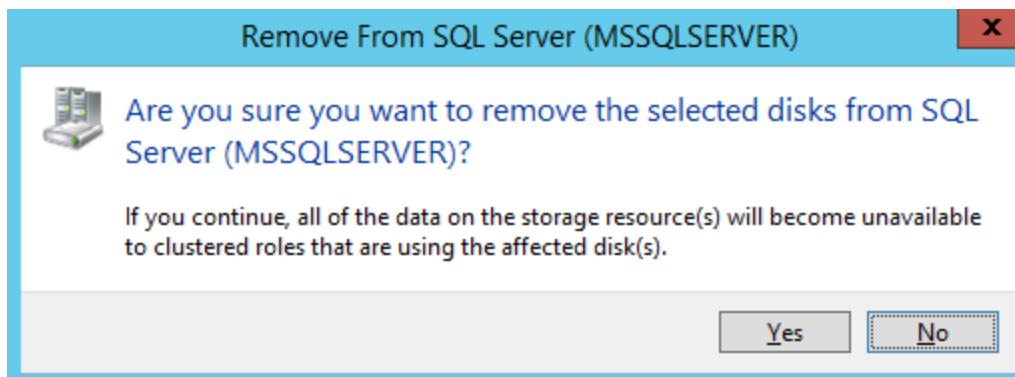 Remove From SQL Server (MSSQLSERVER)
x
Are you sure you want to remove the selected disks from SQL
Server (MSSQLSERVER)?
If you continue, all of the data on the storage resource(s) will become unavailable
to clustered roles that are using the affected disk(s).
Yes No